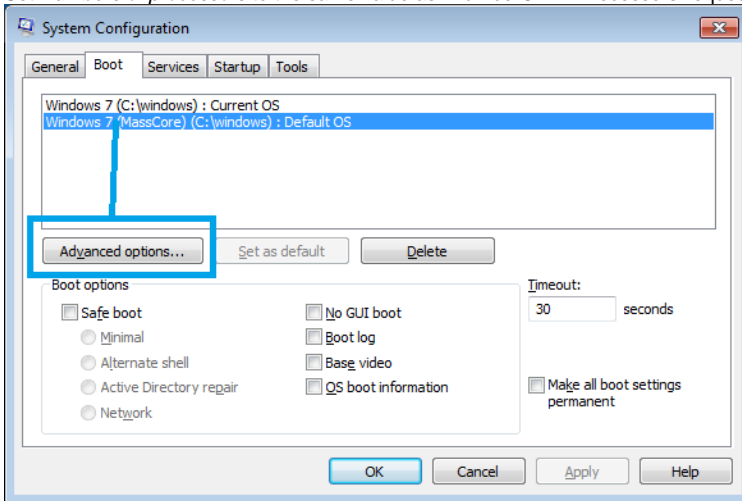 System Configuration
General Boot Services Startup Tools
Windows 7 (C:\windows) : Current OS
Windows 7 (MassCore) (C:\windows) : Default OS
Advanced options... Set as default Delete
Boot options Timeout:
Safe boot No GUI boot 30 seconds
Minimal Boot log
Alternate shell Base video
Active Directory repair OS boot information Make all boot settings
permanent
Network
OK Cancel Apply Help